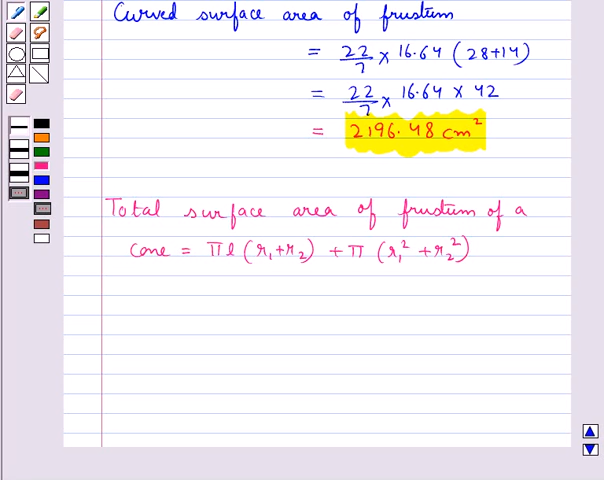 Curved surface area of frustum
= 22/7 × 16.64 (28+14)
= 22/7 × 16.64 × 42
= 2196.48 cm²
Total surface area of frustum of a
cone = πl (r₁+r₂) + π (r₁² + r₂²)